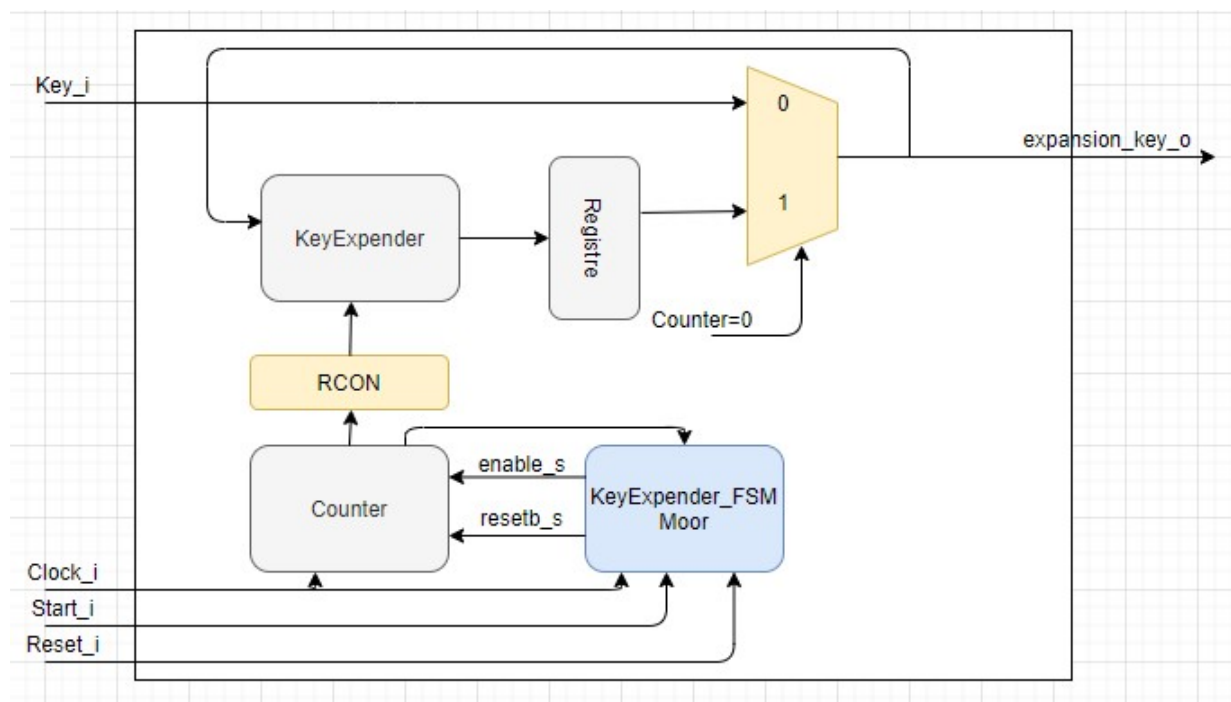 Key_i
0
expansion_key_o
1
KeyExpender
Registre
Counter=0
RCON
enable_s
KeyExpender_FSM
Moor
Counter
resetb_s
Clock_i
Start_i
Reset_i